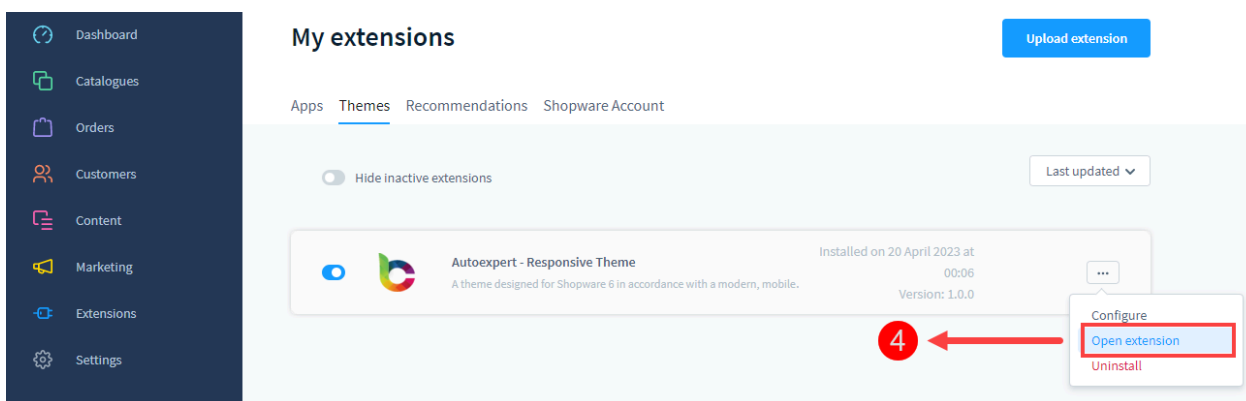 Dashboard
Catalogues
Orders
Customers
Content
Marketing
Extensions
Settings
My extensions
Upload extension
Apps Themes Recommendations Shopware Account
Hide inactive extensions
Last updated
Autoexpert - Responsive Theme
A theme designed for Shopware 6 in accordance with a modern, mobile.
Installed on 20 April 2023 at
00:06
Version: 1.0.0
...
Configure
Open extension
Uninstall
4